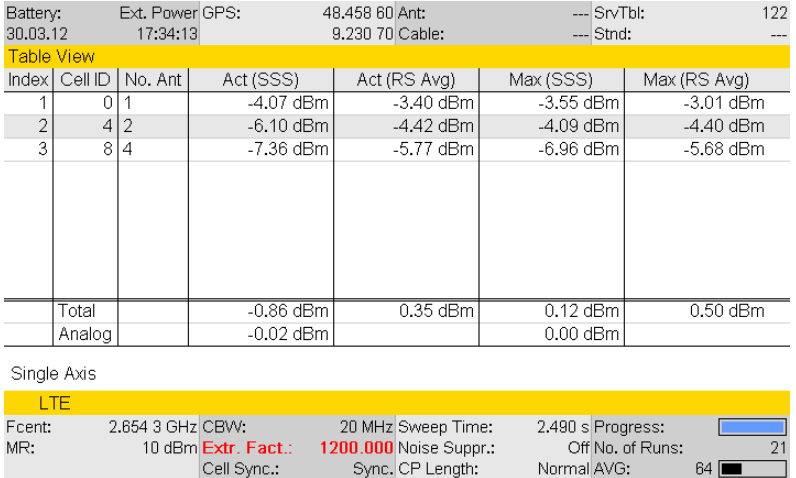 Battery: Ext. Power GPS: 48.458 60 Ant: --- SrvTbl: 122
30.03.12 17:34:13 9.230 70 Cable: --- Stnd: ---
Table View
Index Cell ID No. Ant Act (SSS) Act (RS Avg) Max (SSS) Max (RS Avg)
1 0 1 -4.07 dBm -3.40 dBm -3.55 dBm -3.01 dBm
2 4 2 -6.10 dBm -4.42 dBm -4.09 dBm -4.40 dBm
3 8 4 -7.36 dBm -5.77 dBm -6.96 dBm -5.68 dBm
Total -0.86 dBm 0.35 dBm 0.12 dBm 0.50 dBm
Analog -0.02 dBm 0.00 dBm
Single Axis
LTE
Fcent: 2.654 3 GHz CBW: 20 MHz Sweep Time: 2.490 s Progress:
MR: 10 dBm Extr. Fact.: 1200.000 Noise Suppr.: Off No. of Runs: 21
Cell Sync.: Sync. CP Length: Normal AVG: 64